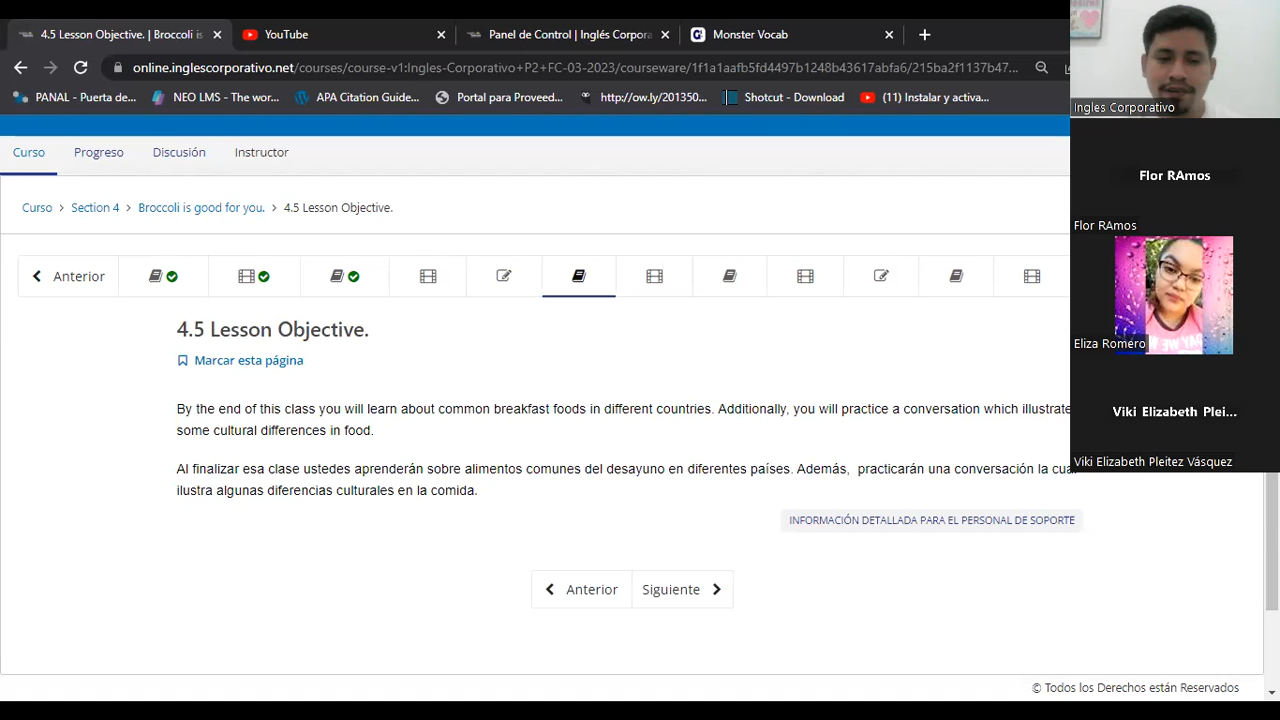 4.5 Lesson Objective. | Broccoli is
YouTube
Panel de Control | Inglés Corpora
Monster Vocab
online.inglescorporativo.net/courses/course-v1:Ingles-Corporativo+P2+FC-03-2023/courseware/1f1a1aafb5fd4497b1248b43617abfa6/215ba2f1137b47...
PANAL - Puerta de...
NEO LMS - The wor...
APA Citation Guide...
Portal para Proveed...
http://ow.ly/201350...
Shotcut - Download
(11) Instalar y activa...
Ingles Corporativo
Curso
Progreso
Discusión
Instructor
Flor RAmos
Flor RAmos
Curso > Section 4 > Broccoli is good for you. > 4.5 Lesson Objective.
Anterior
4.5 Lesson Objective.
Eliza Romero
Marcar esta página
By the end of this class you will learn about common breakfast foods in different countries. Additionally, you will practice a conversation which illustrate
some cultural differences in food.
Viki Elizabeth Plei...
Viki Elizabeth Pleitez Vásquez
Al finalizar esa clase ustedes aprenderán sobre alimentos comunes del desayuno en diferentes países. Además, practicarán una conversación la cua
ilustra algunas diferencias culturales en la comida.
INFORMACIÓN DETALLADA PARA EL PERSONAL DE SOPORTE
Anterior
Siguiente
© Todos los Derechos están Reservados